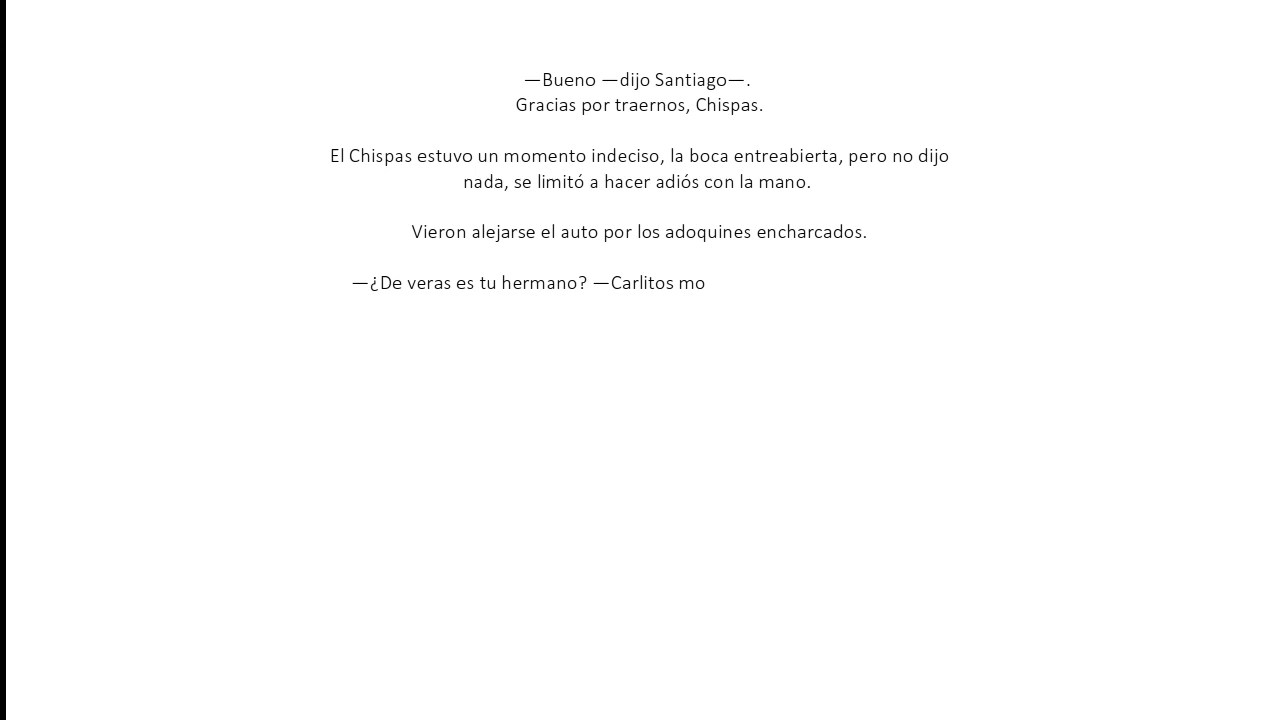 —Bueno —dijo Santiago—.
Gracias por traernos, Chispas.
El Chispas estuvo un momento indeciso, la boca entreabierta, pero no dijo
nada, se limitó a hacer adiós con la mano.
Vieron alejarse el auto por los adoquines encharcados.
—¿De veras es tu hermano? —Carlitos mo